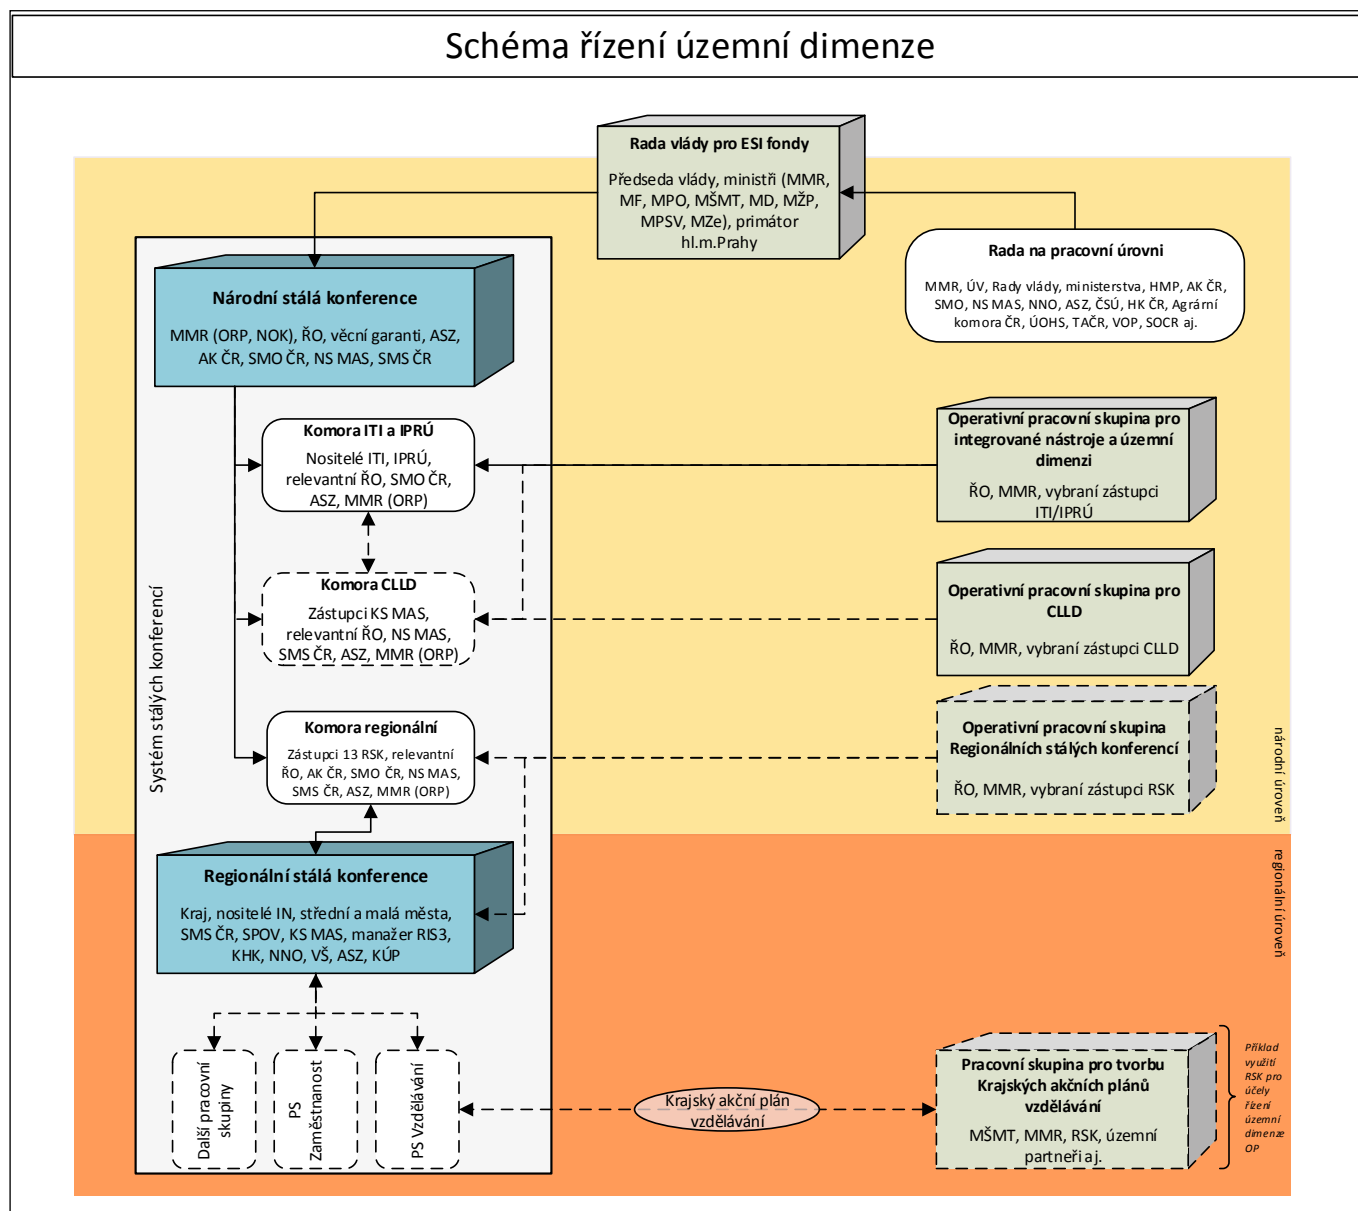 Schéma řízení územní dimenze
Rada vlády pro ESI fondy
Předseda vlády, ministři (MMR,
MF, MPO, MŠMT, MD, MŽP,
MPSV, MZe), primátor
hl.m.Prahy
Rada na pracovní úrovni
MMR, ÚV, Rady vlády, ministerstva, HMP, AK ČR,
SMO, NS MAS, NNO, ASZ, ČSÚ, HK ČR, Agrární
komora ČR, ÚOHS, TAČR, VOP, SOCR aj.
Národní stálá konference
MMR (ORP, NOK), ŘO, věcní garanti, ASZ,
AK ČR, SMO ČR, NS MAS, SMS ČR
Komora ITI a IPRÚ
Nositelé ITI, IPRÚ,
relevantní ŘO, SMO ČR,
ASZ, MMR (ORP)
Operativní pracovní skupina pro
integrované nástroje a územní
dimenzi
ŘO, MMR, vybraní zástupci
ITI/IPRÚ
Komora CLLD
Zástupci KS MAS,
relevantní ŘO, NS MAS,
SMS ČR, ASZ, MMR (ORP)
Operativní pracovní skupina pro
CLLD
ŘO, MMR, vybraní zástupci CLLD
Systém stálých konferencí
Komora regionální
Zástupci 13 RSK, relevantní
ŘO, AK ČR, SMO ČR, NS MAS,
SMS ČR, ASZ, MMR (ORP)
Operativní pracovní skupina
Regionálních stálých konferencí
ŘO, MMR, vybraní zástupci RSK
národní úroveň
regionální úroveň
Regionální stálá konference
Kraj, nositelé IN, střední a malá města,
SMS ČR, SPOV, KS MAS, manažer RIS3,
KHK, NNO, VŠ, ASZ, KÚP
Další pracovní
skupiny
PS
Zaměstnanost
PS Vzdělávání
Krajský akční plán
vzdělávání
Pracovní skupina pro tvorbu
Krajských akčních plánů
vzdělávání
MŠMT, MMR, RSK, územní
partneři aj.
Příklad
využití
RSK pro
účely
řízení
územní
dimenze
OP